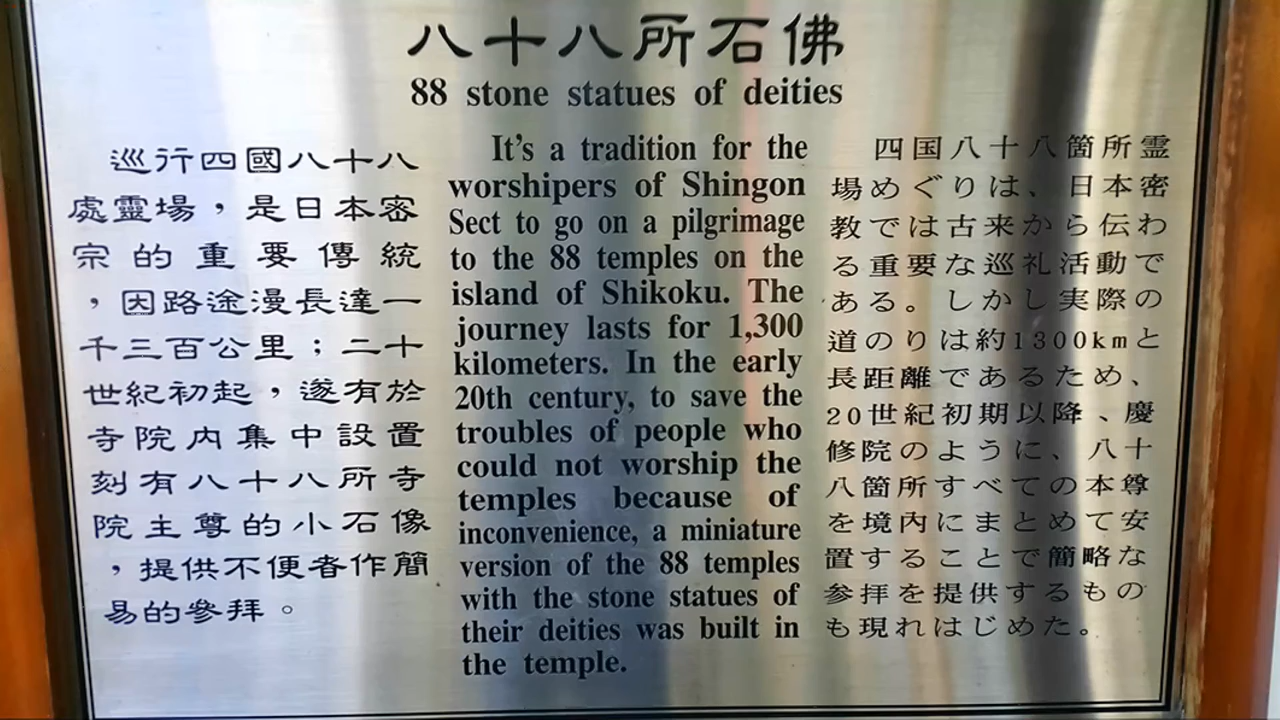 八十八所石佛
88 stone statues of deities
巡行四國八十八
處靈場，是日本密
宗的重要傳統
，因路途漫長達一
千三百公里；二十
世紀初起，遂有於
寺院內集中設置
刻有八十八所寺
院主尊的小石像
，提供不便者作簡
易的參拜。
It's a tradition for the
worshipers of Shingon
Sect to go on a pilgrimage
to the 88 temples on the
island of Shikoku. The
journey lasts for 1,300
kilometers. In the early
20th century, to save the
troubles of people who
could not worship the
temples because of
inconvenience, a miniature
version of the 88 temples
with the stone statues of
their deities was built in
the temple.
四国八十八箇所霊
場めぐりは、日本密
教では古来から伝わ
る重要な巡礼活動で
ある。しかし実際の
道のりは約1300kmと
長距離であるため、
20世紀初期以降、慶
修院のように、八十
八箇所すべての本尊
を境内にまとめて安
置することで簡略な
参拝を提供するもの
も現れはじめた。